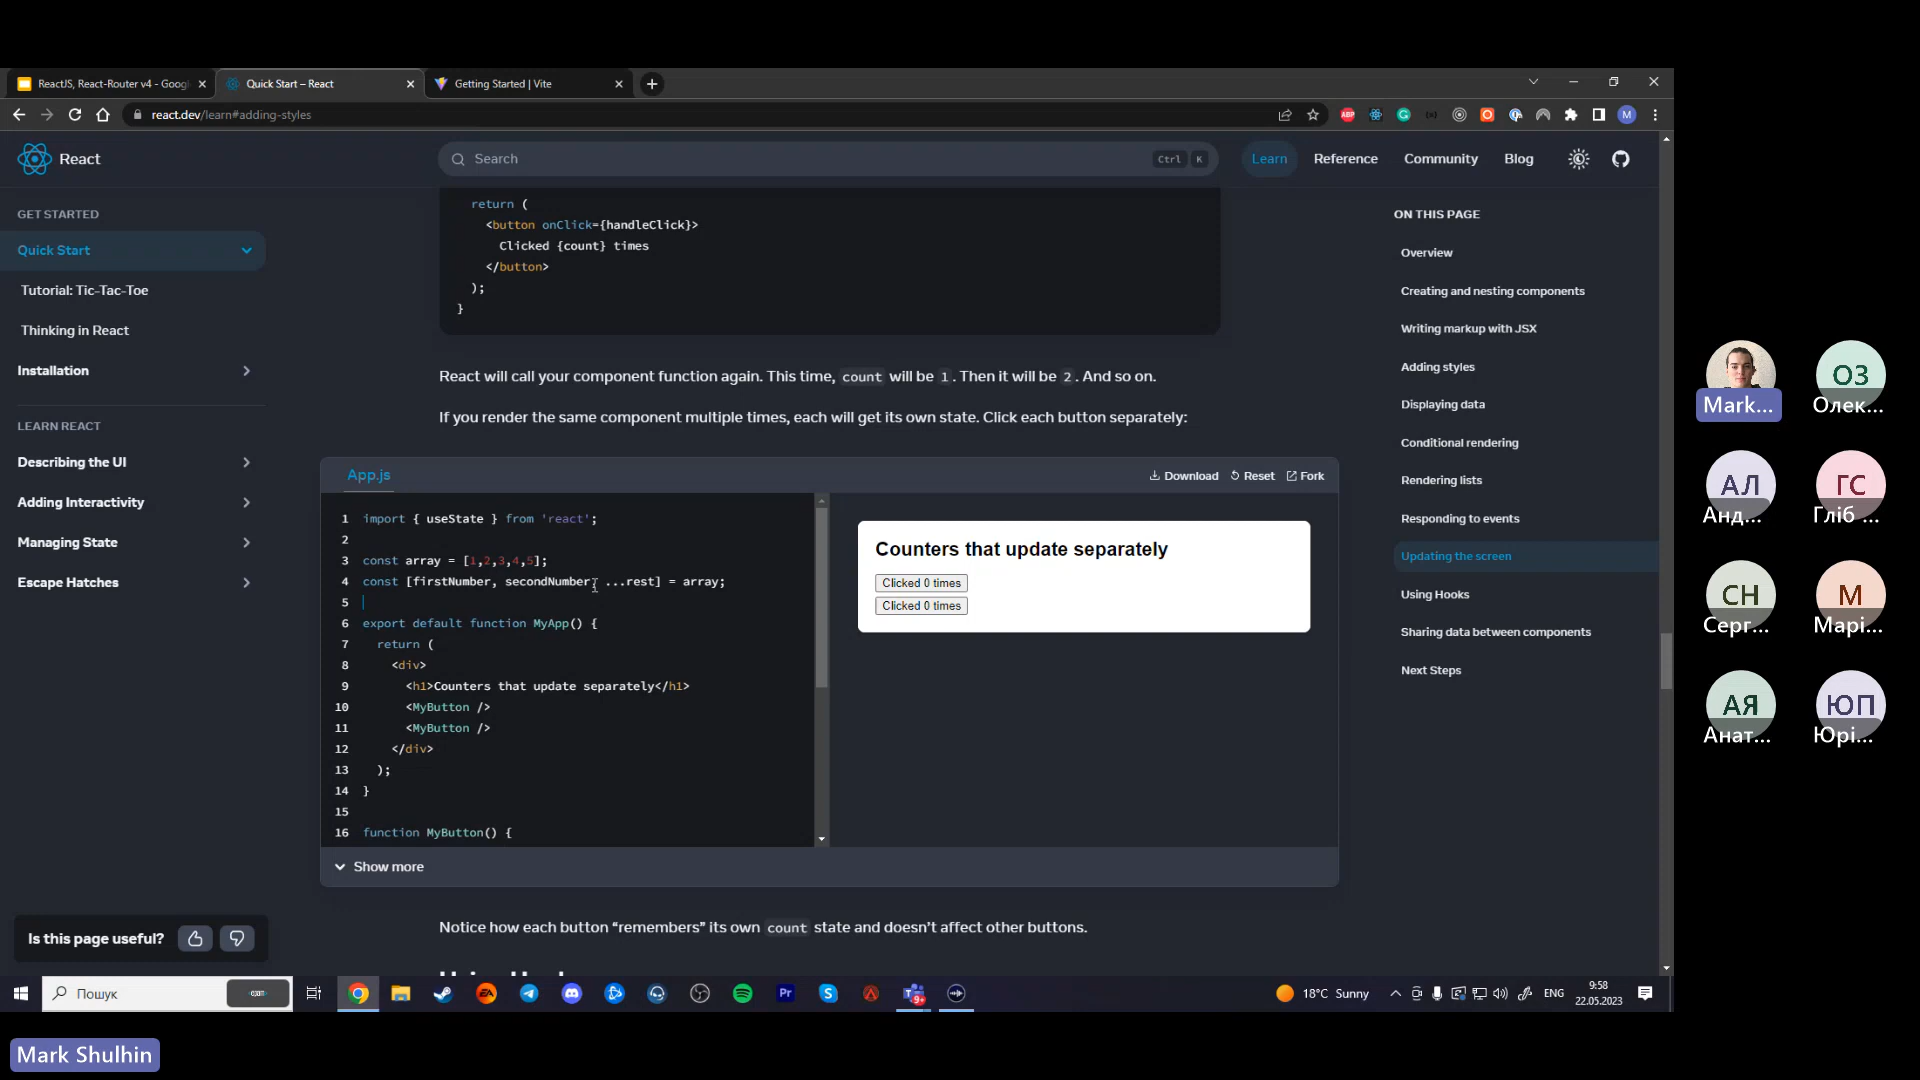 ReactJS, React-Router v4 - Googl
Quick Start – React
Getting Started | Vite
react.dev/learn#adding-styles
M
React
Search
Ctrl K
Learn
Reference
Community
Blog
GET STARTED
Quick Start
Tutorial: Tic-Tac-Toe
Thinking in React
Installation
LEARN REACT
Describing the UI
Adding Interactivity
Managing State
Escape Hatches
Is this page useful?
return (
<button onClick={handleClick}>
Clicked {count} times
</button>
);
}
React will call your component function again. This time, count will be 1. Then it will be 2. And so on.
If you render the same component multiple times, each will get its own state. Click each button separately:
App.js
Download
Reset
Fork
1 import { useState } from 'react';
2
3 const array = [1,2,3,4,5];
4 const [firstNumber, secondNumber, ...rest] = array;
5
6 export default function MyApp() {
7 return (
8 <div>
9 <h1>Counters that update separately</h1>
10 <MyButton />
11 <MyButton />
12 </div>
13 );
14 }
15
16 function MyButton() {
Counters that update separately
Clicked 0 times
Clicked 0 times
Show more
Notice how each button “remembers” its own count state and doesn’t affect other buttons.
ON THIS PAGE
Overview
Creating and nesting components
Writing markup with JSX
Adding styles
Displaying data
Conditional rendering
Rendering lists
Responding to events
Updating the screen
Using Hooks
Sharing data between components
Next Steps
Mark...
ОЗ
Олек...
АЛ
Анд...
ГС
Гліб ...
СН
Серг...
М
Марі...
АЯ
Анат...
ЮП
Юрі...
Пошук
Pr
9+
18°C Sunny
ENG
9:58
22.05.2023
Mark Shulhin